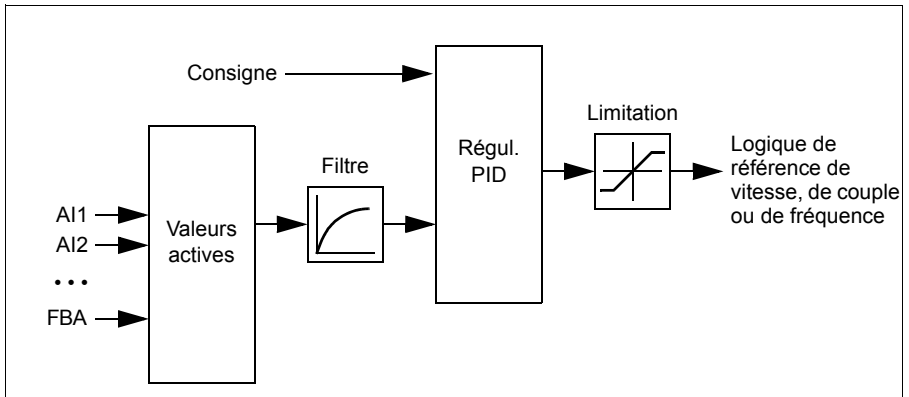 Consigne
Limitation
Régul.
PID
Logique de
référence de
vitesse, de couple
ou de fréquence
Filtre
AI1
AI2
•••
FBA
Valeurs
actives